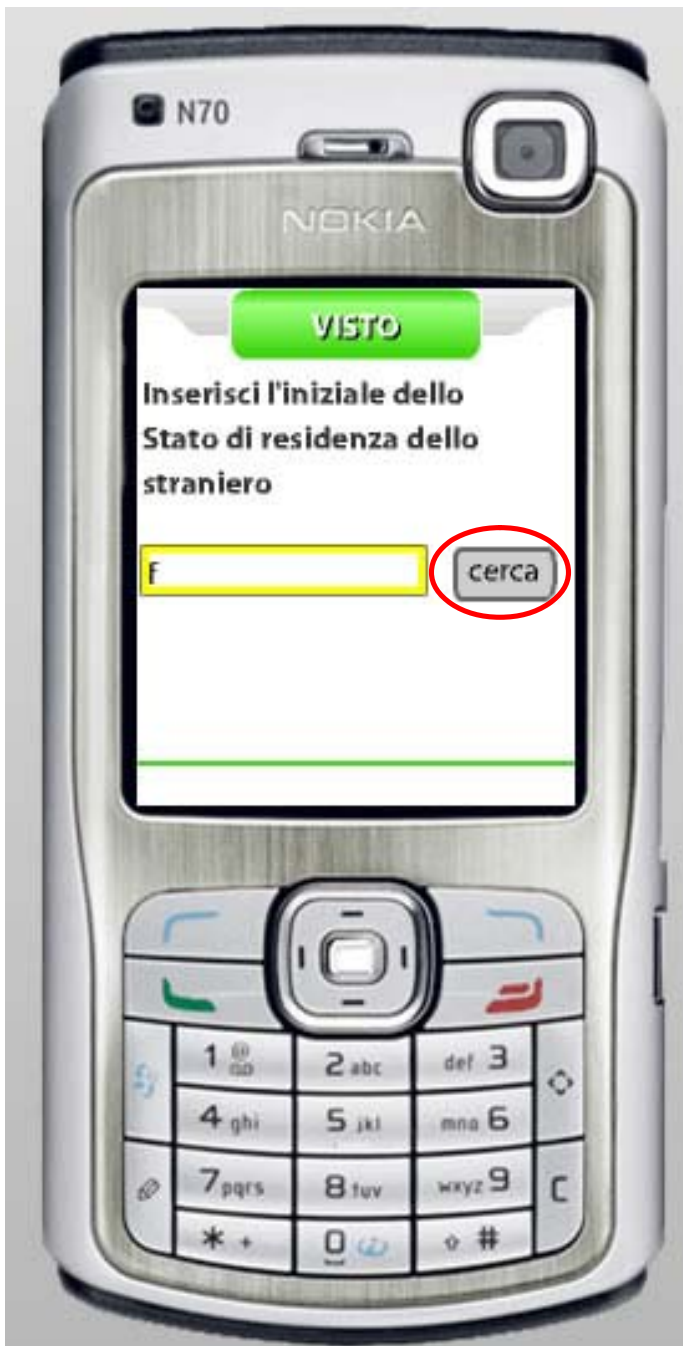 N70
NOKIA
VISTO
Inserisci l'iniziale dello
Stato di residenza dello
straniero
f
cerca
1 @
2 abc
def 3
4 ghi
5 jkl
mno 6
7 pqrs
8 tuv
wxyz 9
C
* +
0
#